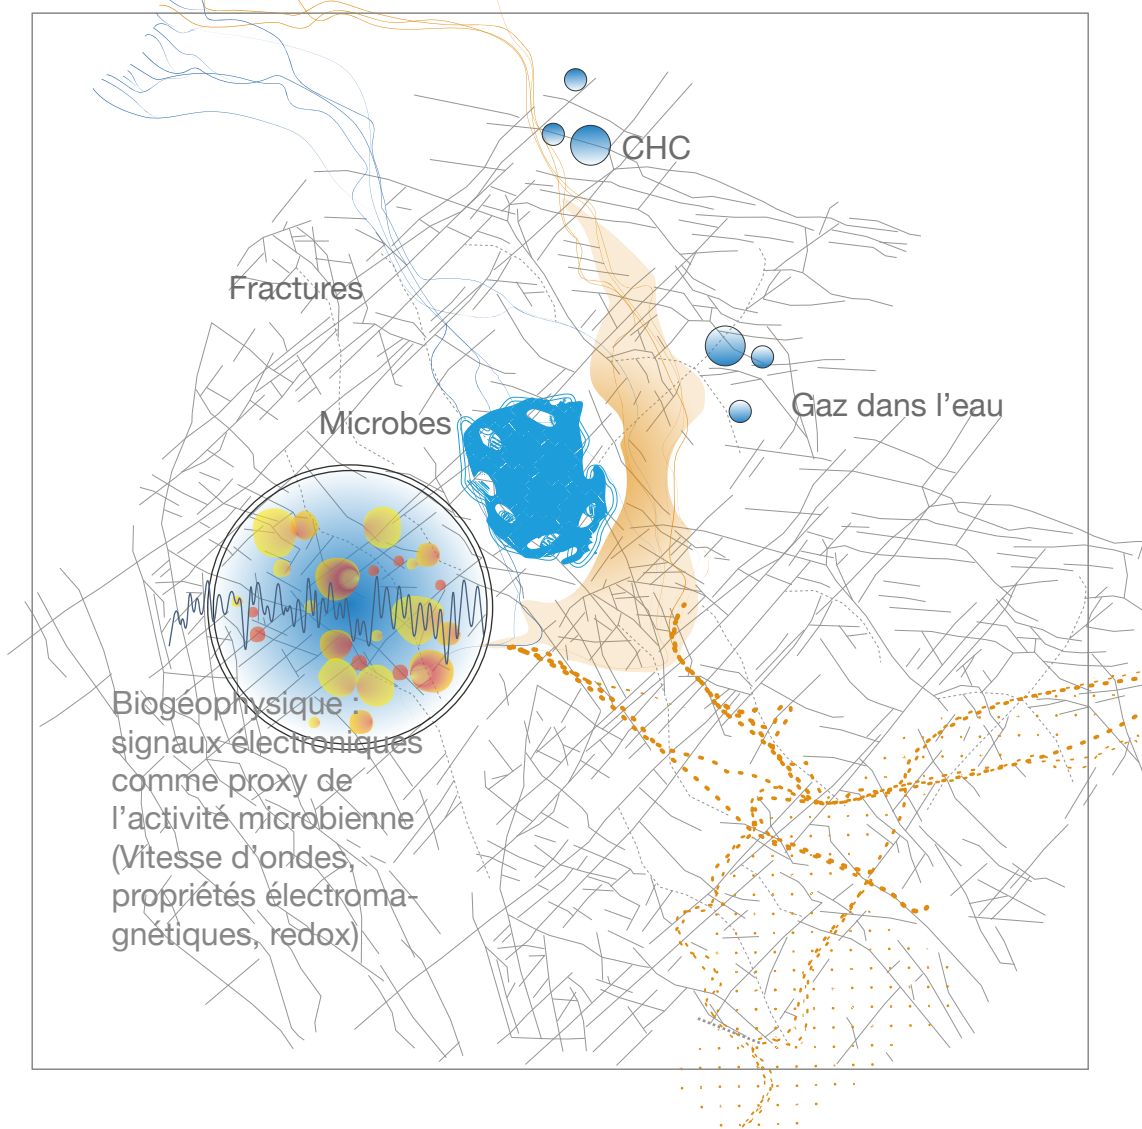 CHC
Fractures
Gaz dans l’eau
Microbes
Biogéophysique :
signaux électroniques
comme proxy de
l’activité microbienne
(Vitesse d’ondes,
propriétés électroma-
gnétiques, redox)